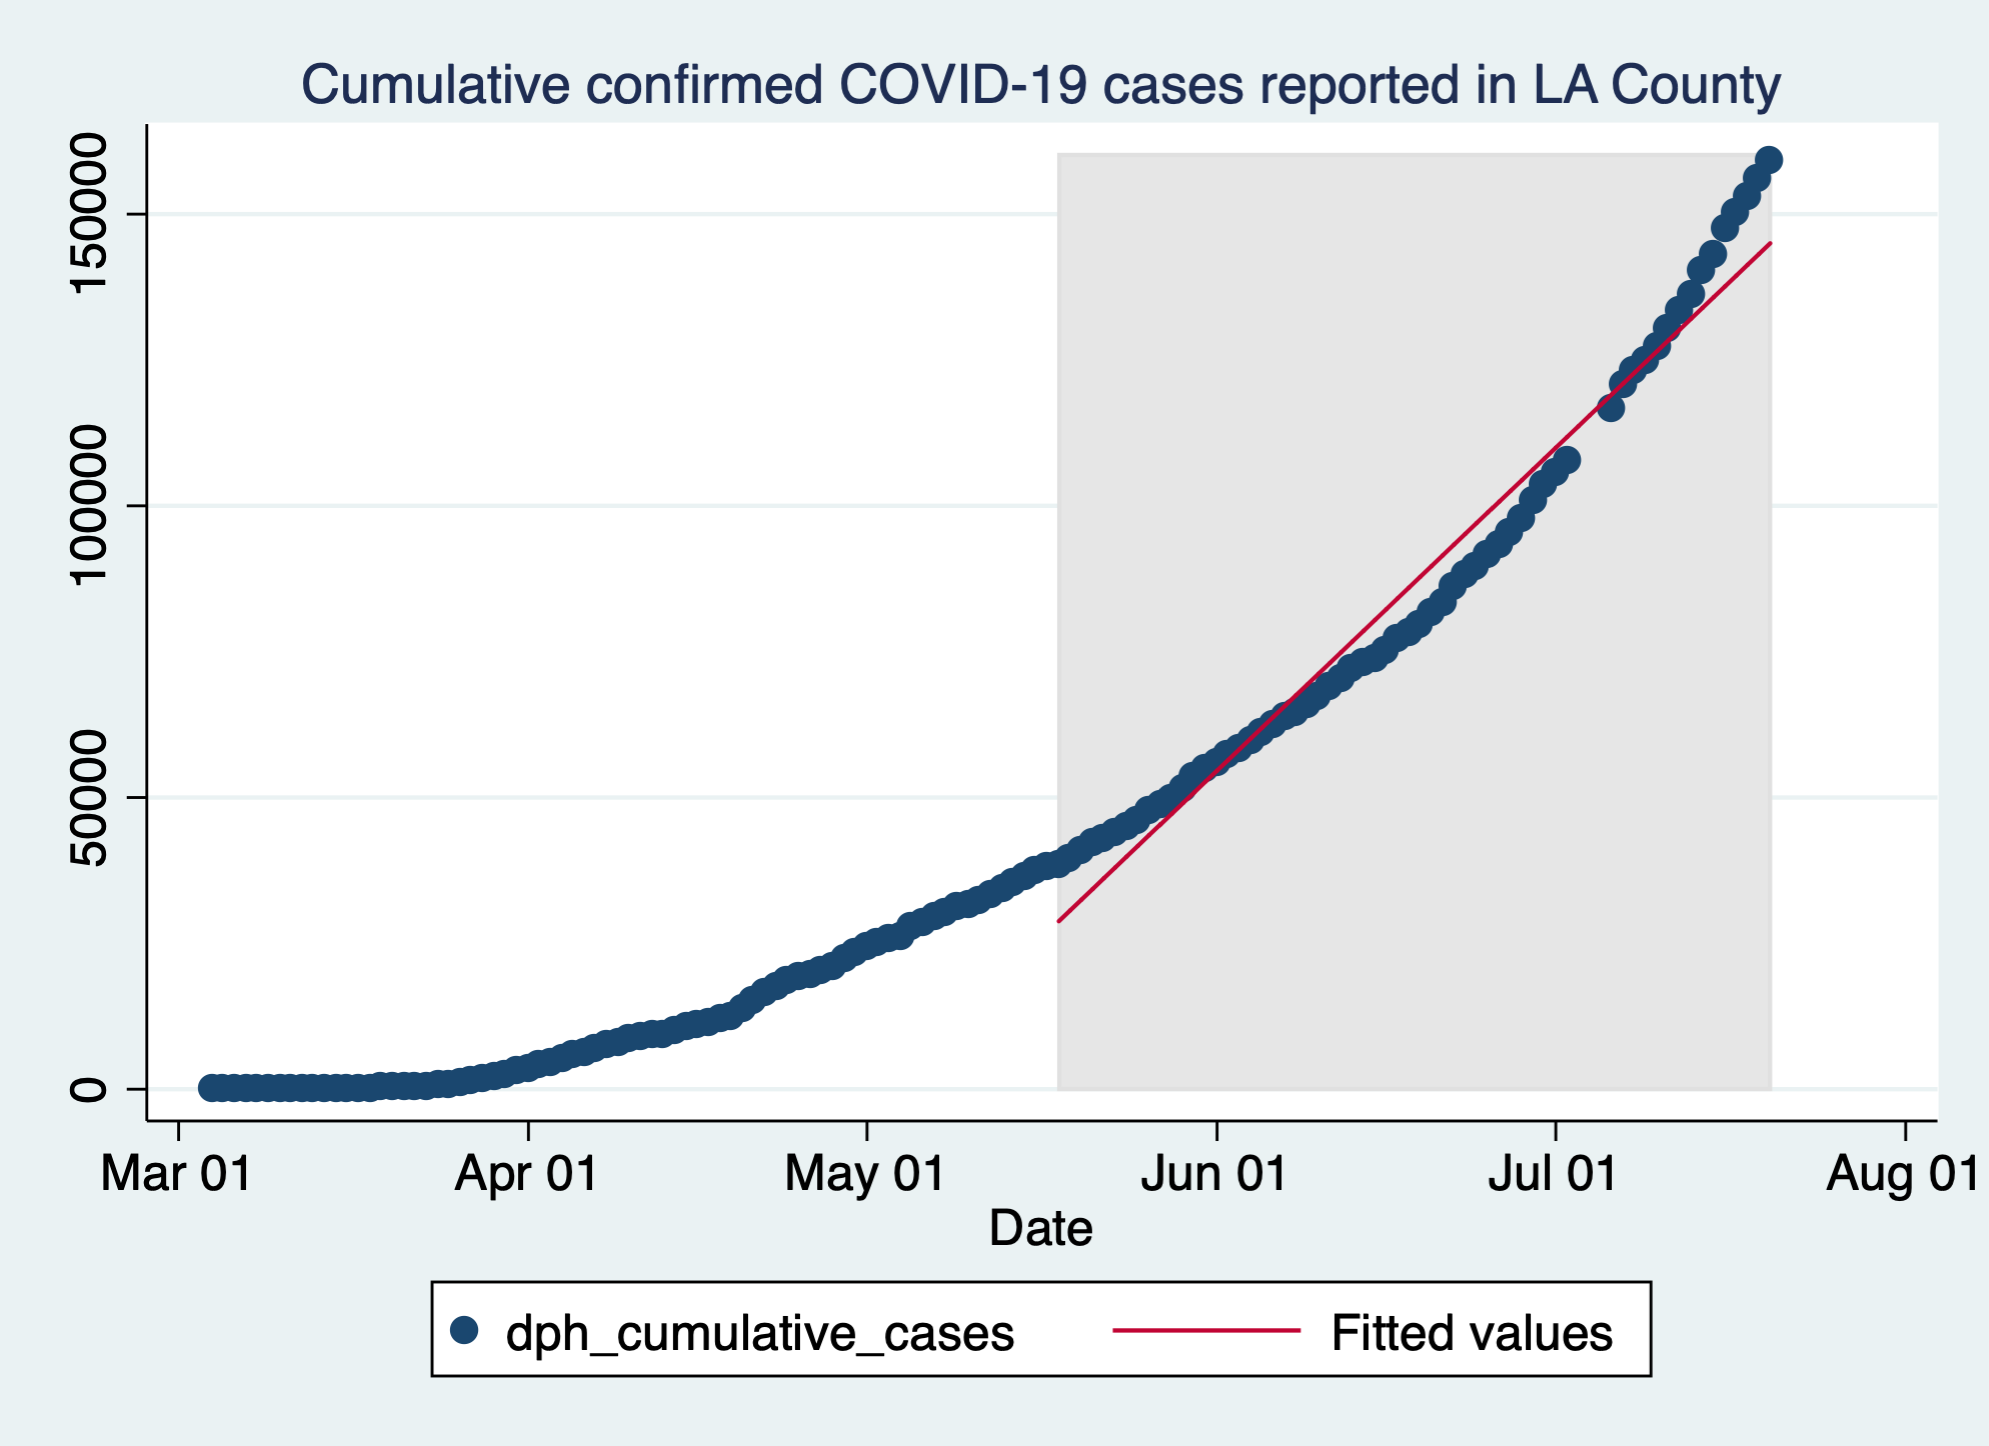 Cumulative confirmed COVID-19 cases reported in LA County
150000
100000
50000
0
Mar 01 Apr 01 May 01 Jun 01 Jul 01 Aug 01
Date
dph_cumulative_cases Fitted values